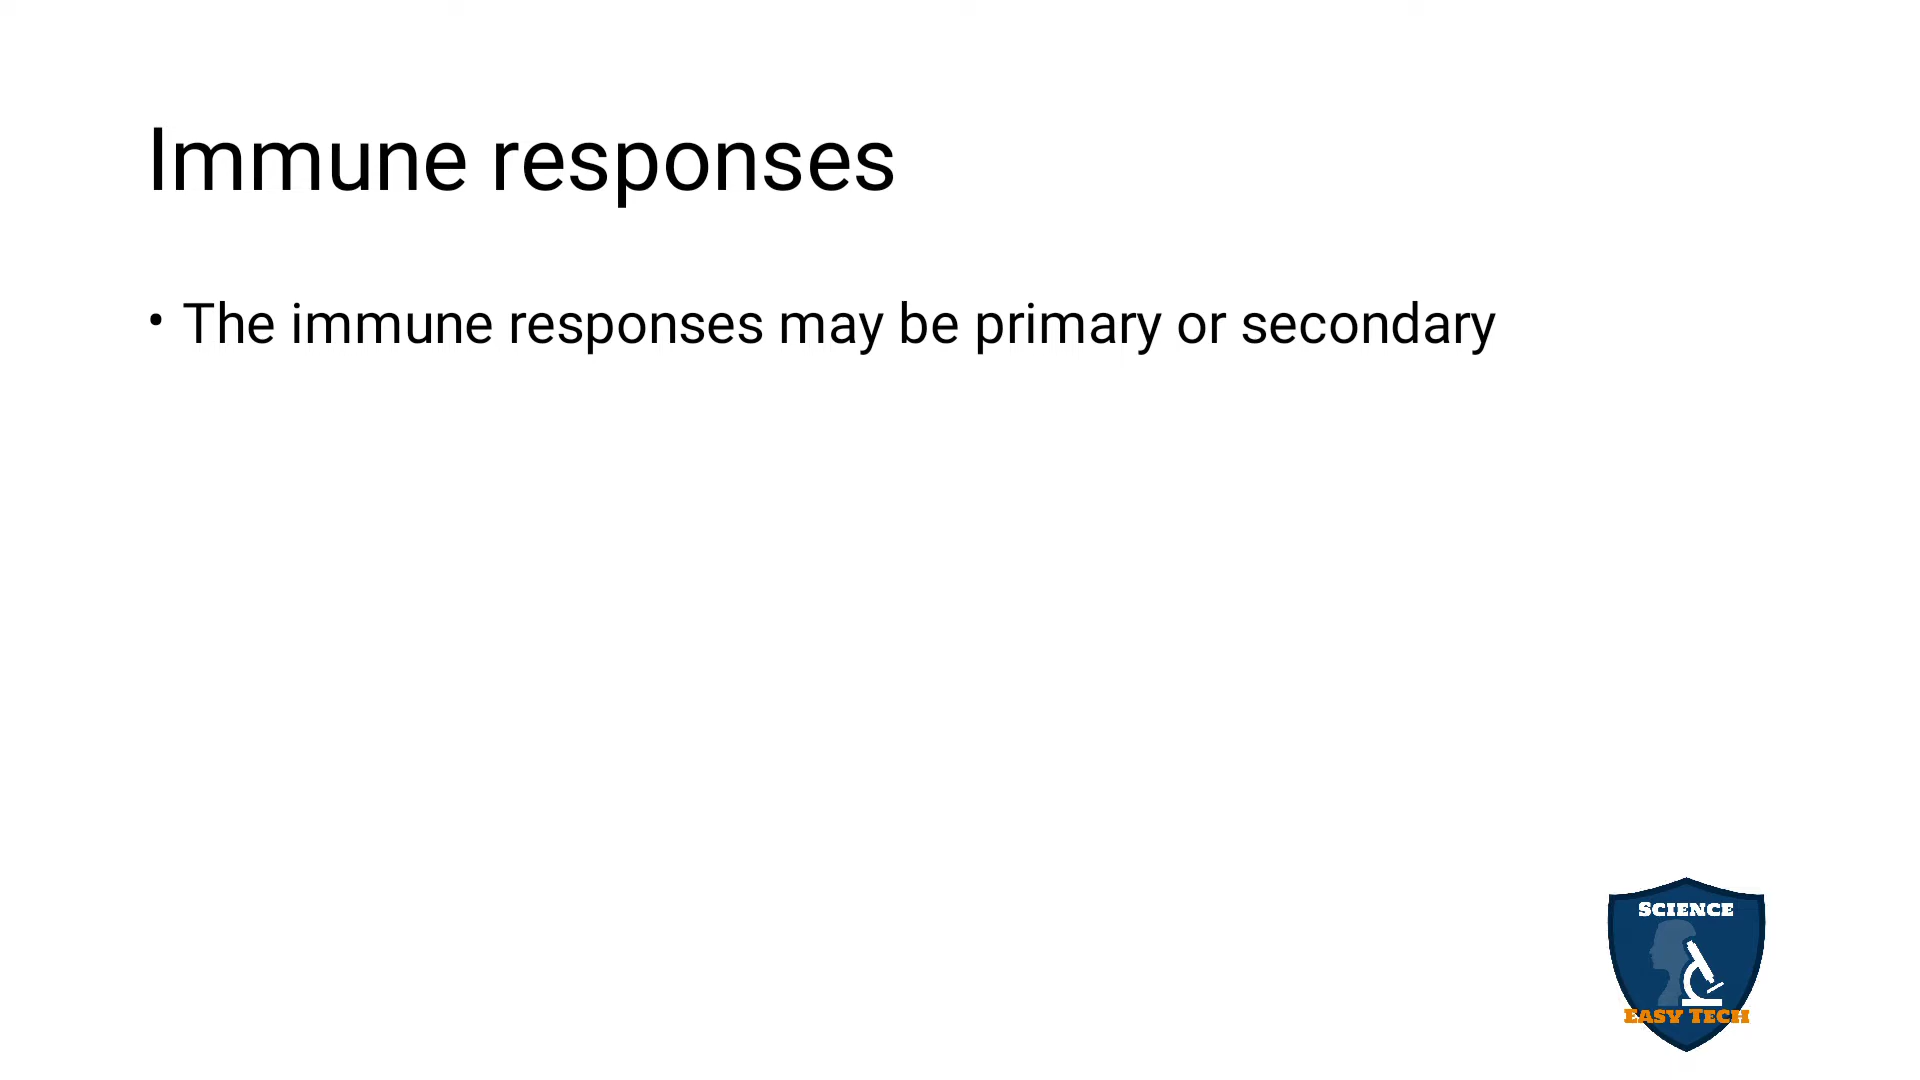 Immune responses
• The immune responses may be primary or secondary
SCIENCE
EASY TECH